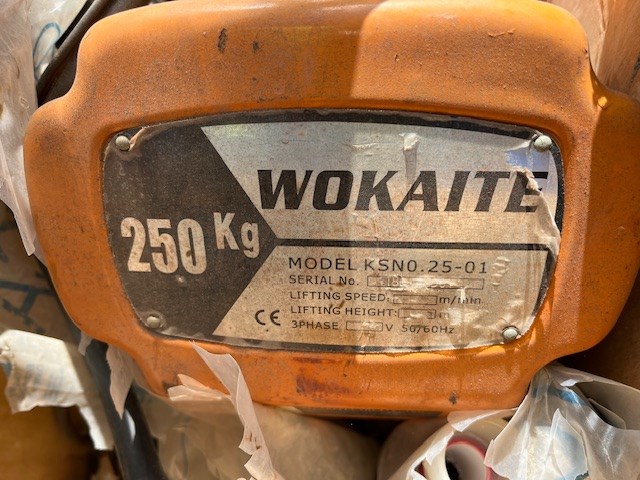 WOKAITE
250 Kg
MODEL KSN0.25-01
SERIAL No.
LIFTING SPEED m/min
LIFTING HEIGHT m
CE 3PHASE V 50/60Hz